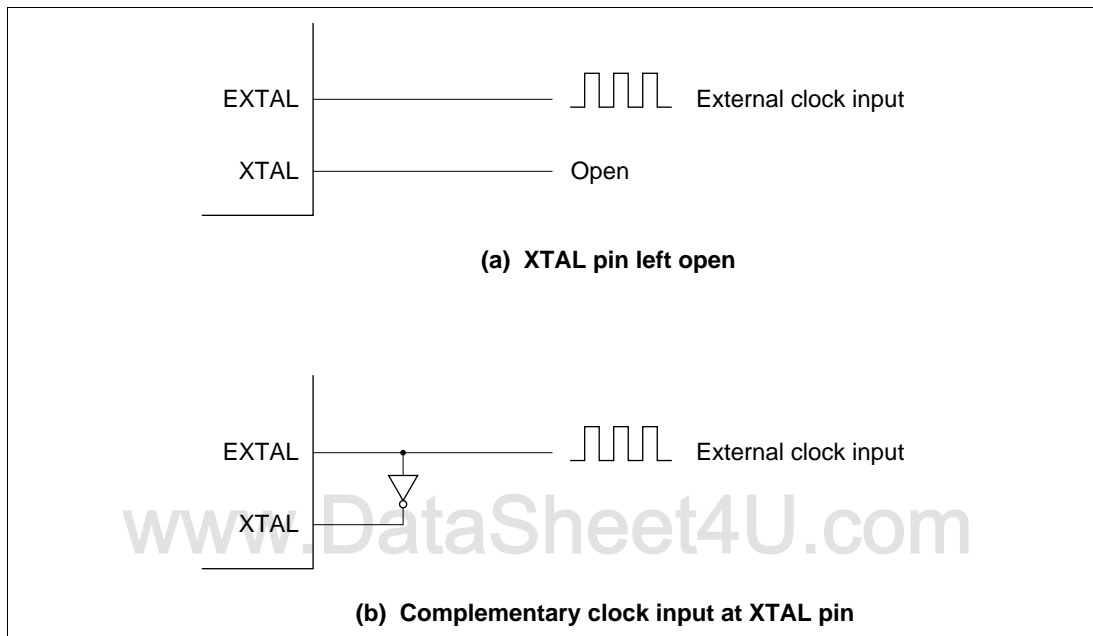 EXTAL
External clock input
XTAL
Open
(a) XTAL pin left open
EXTAL
External clock input
XTAL
www.DataSheet4U.com
(b) Complementary clock input at XTAL pin